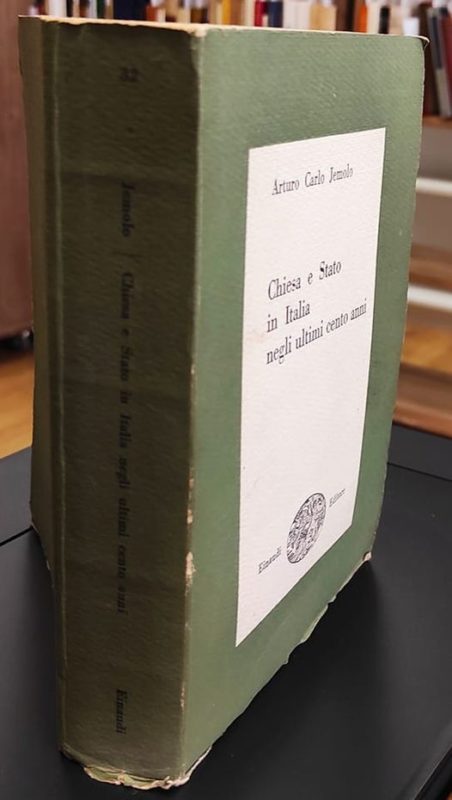 32
Jemolo Chiesa e Stato in Italia negli ultimi cento anni
Einaudi
Arturo Carlo Jemolo
Chiesa e Stato
in Italia
negli ultimi cento anni
Einaudi Editore